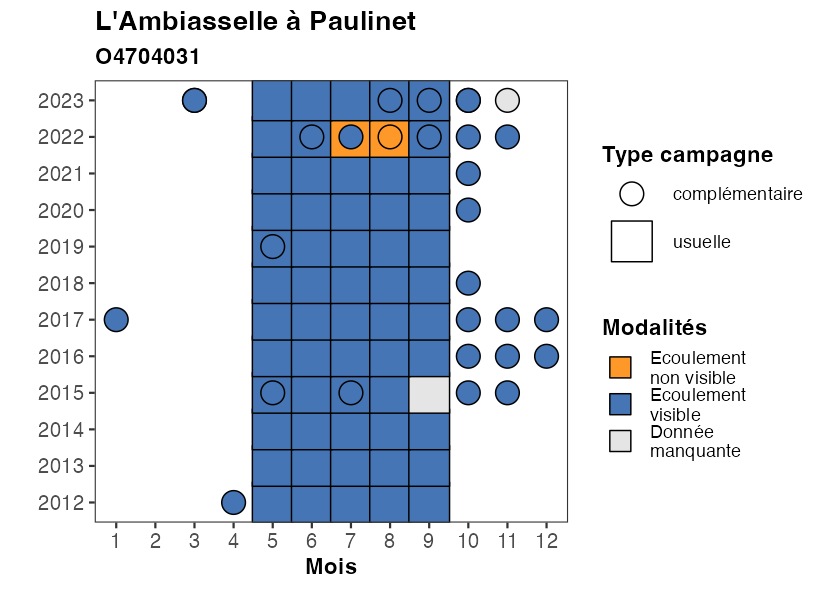 L'Ambiasselle à Paulinet
O4704031
2023
2022
2021
2020
2019
2018
2017
2016
2015
2014
2013
2012
1 2 3 4 5 6 7 8 9 10 11 12
Mois
Type campagne
complémentaire
usuelle
Modalités
Ecoulement
non visible
Ecoulement
visible
Donnée
manquante